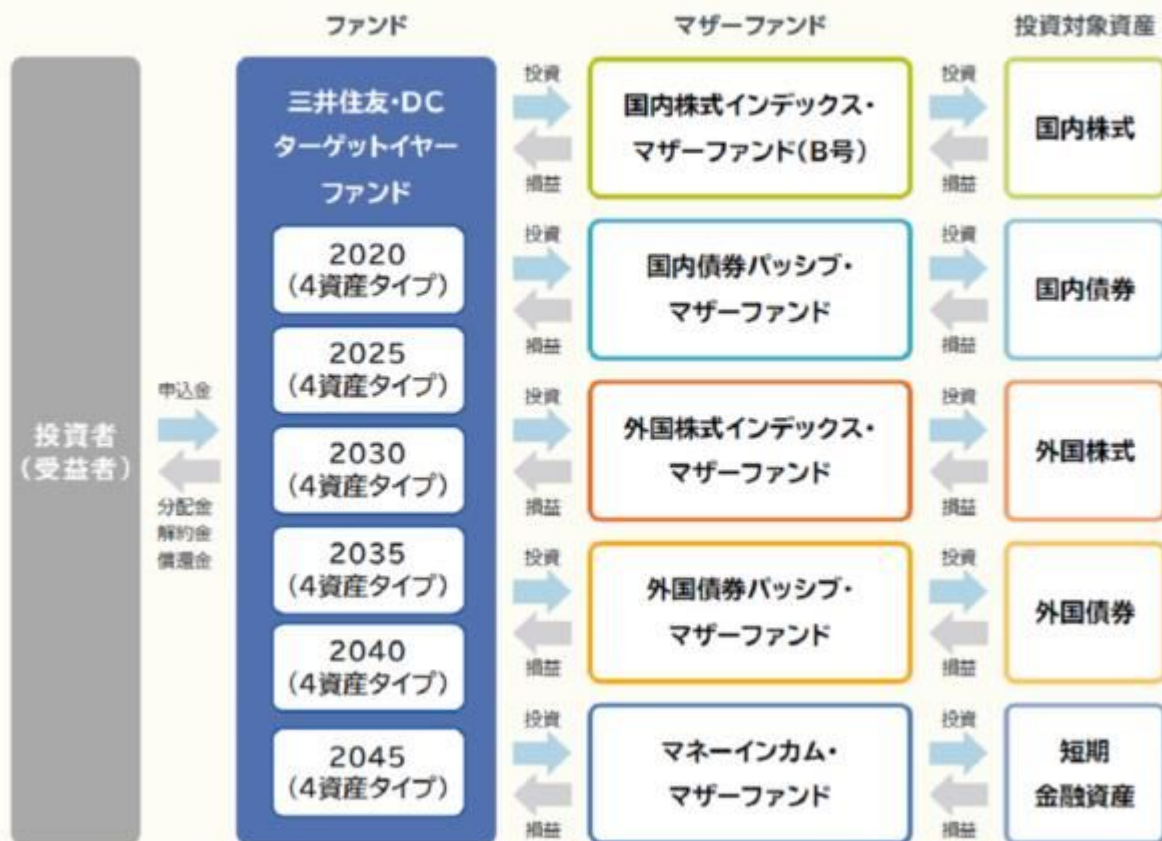 ファンド
マザーファンド
投資対象資産
投資者
(受益者)
申込金
分配金
解約金
償還金
三井住友・DC
ターゲットイヤー
ファンド
2020
(4資産タイプ)
2025
(4資産タイプ)
2030
(4資産タイプ)
2035
(4資産タイプ)
2040
(4資産タイプ)
2045
(4資産タイプ)
投資
損益
国内株式インデックス・
マザーファンド(B号)
投資
損益
国内株式
投資
損益
国内債券パッシブ・
マザーファンド
投資
損益
国内債券
投資
損益
外国株式インデックス・
マザーファンド
投資
損益
外国株式
投資
損益
外国債券パッシブ・
マザーファンド
投資
損益
外国債券
投資
損益
マネーインカム・
マザーファンド
投資
損益
短期
金融資産